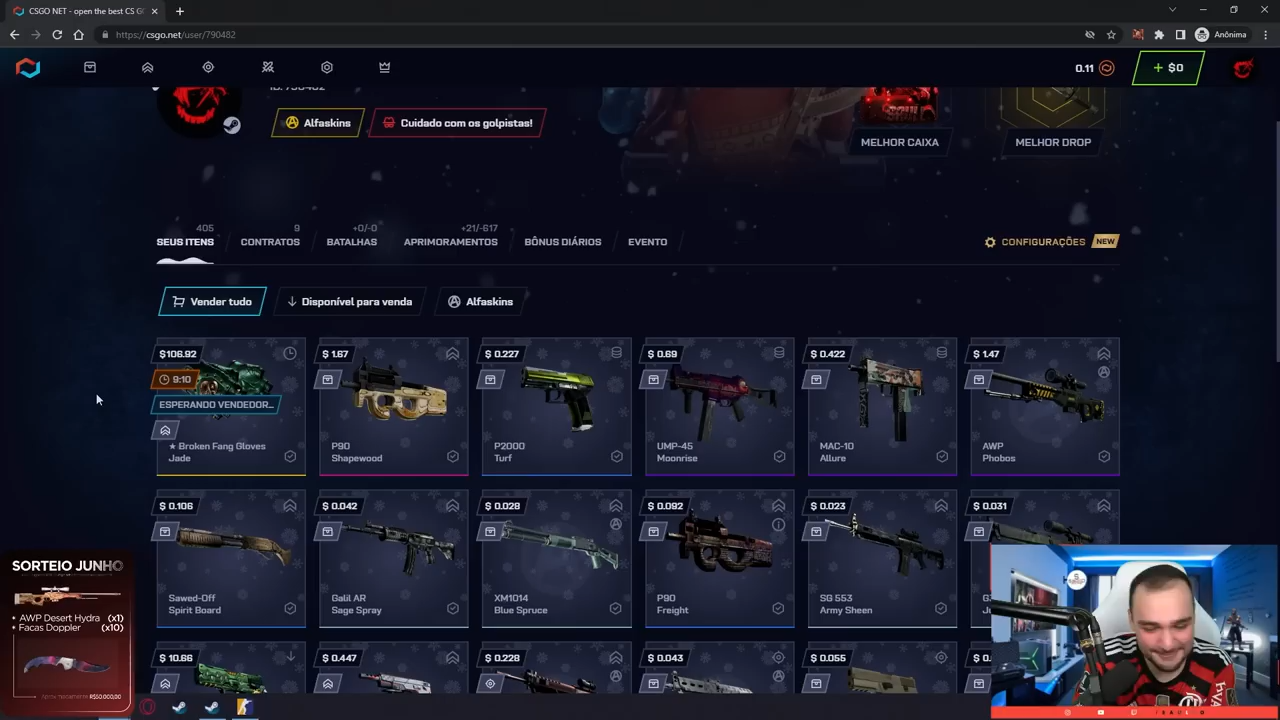 CSGO NET - open the best CS G
https://csgo.net/user/790482
Anônima
0.11
+ $0
ID: 790482
Alfaskins
Cuidado com os golpistas!
MELHOR CAIXA
MELHOR DROP
405
9
+0/-0
+21/-617
SEUS ITENS
CONTRATOS
BATALHAS
APRIMORAMENTOS
BÔNUS DIÁRIOS
EVENTO
CONFIGURAÇÕES
NEW
Vender tudo
Disponível para venda
Alfaskins
$106.92
9:10
ESPERANDO VENDEDOR...
★ Broken Fang Gloves
Jade
$ 1.67
P90
Shapewood
$ 0.227
P2000
Turf
$ 0.69
UMP-45
Moonrise
$ 0.422
MAC-10
Allure
$ 1.47
AWP
Phobos
$ 0.106
Sawed-Off
Spirit Board
$ 0.042
Galil AR
Sage Spray
$ 0.028
XM1014
Blue Spruce
$ 0.092
P90
Freight
$ 0.023
SG 553
Army Sheen
$ 0.031
$ 10.66
$ 0.447
$ 0.228
$ 0.043
$ 0.055
SORTEIO JUNHO
• AWP Desert Hydra (x1)
• Facas Doppler (x10)
R$50.000,00